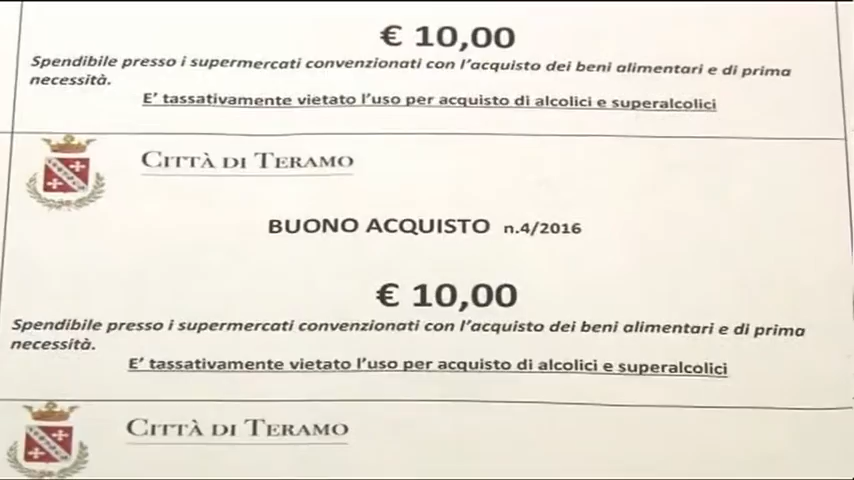 € 10,00
Spendibile presso i supermercati convenzionati con l'acquisto dei beni alimentari e di prima
necessità.
E' tassativamente vietato l'uso per acquisto di alcolici e superalcolici
CITTÀ DI TERAMO
BUONO ACQUISTO n.4/2016
€ 10,00
Spendibile presso i supermercati convenzionati con l'acquisto dei beni alimentari e di prima
necessità.
E' tassativamente vietato l'uso per acquisto di alcolici e superalcolici
CITTÀ DI TERAMO